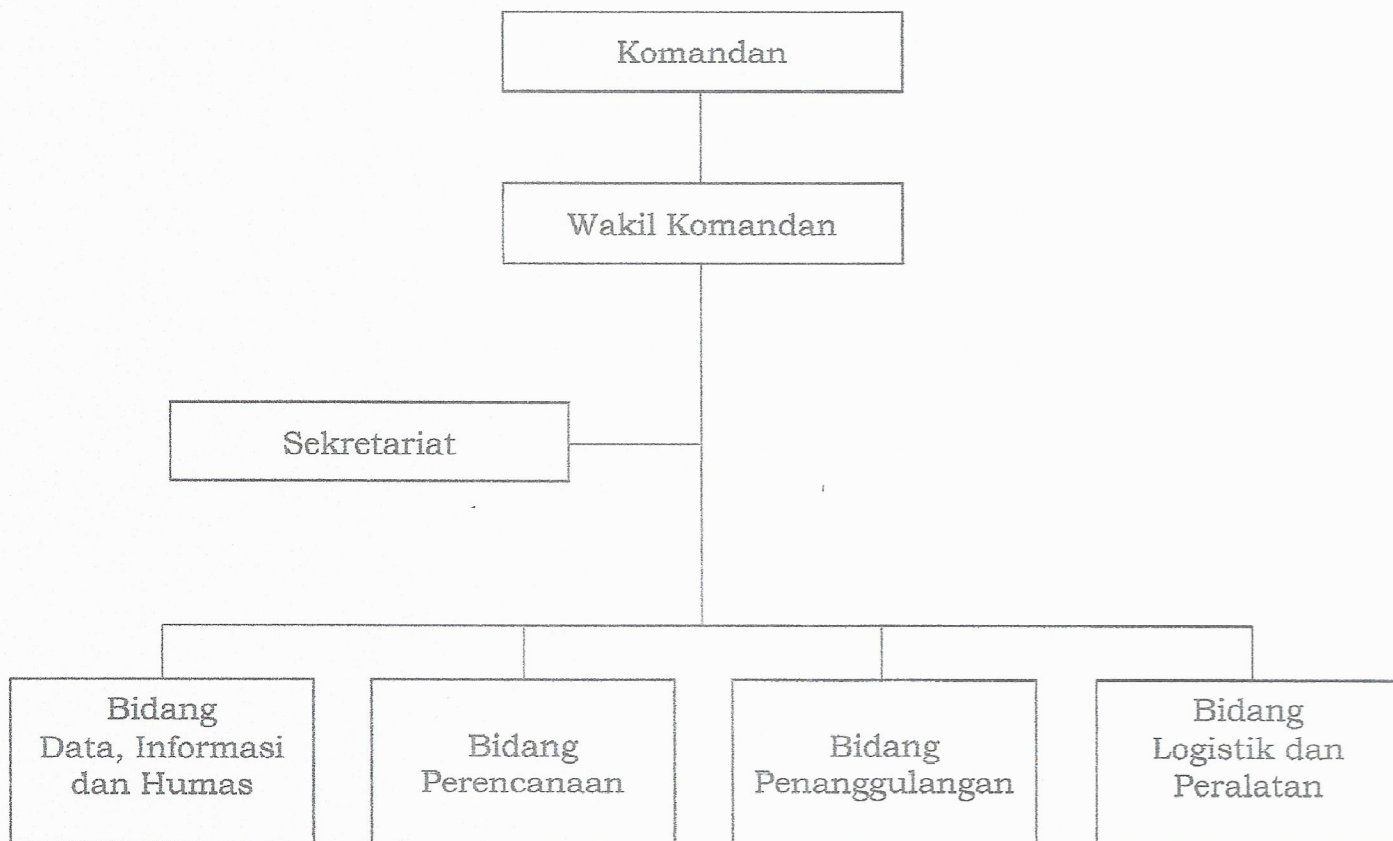 Komandan
Wakil Komandan
Sekretariat
Bidang
Data, Informasi
dan Humas
Bidang
Perencanaan
Bidang
Penanggulangan
Bidang
Logistik dan
Peralatan